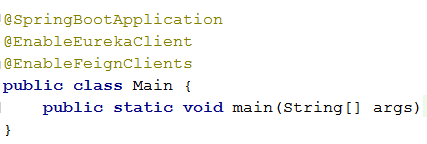 @SpringBootApplication
@EnableEurekaClient
@EnableFeignClients
public class Main {
    public static void main(String[] args)
}